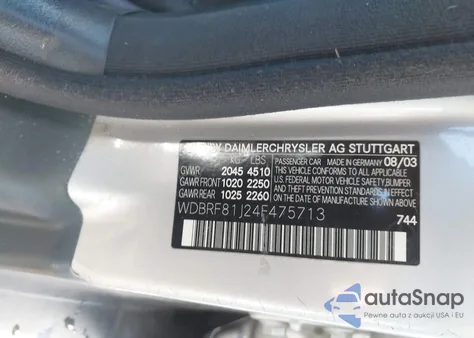 DAIMLERCHRYSLER AG STUTTGART
KG LBS PASSENGER CAR MADE IN GERMANY 08/03
GVWR 2045 4510
GAWR FRONT 1020 2250
GAWR REAR 1025 2260
THIS VEHICLE CONFORMS TO ALL APPLICABLE
FEDERAL MOTOR VEHICLE SAFETY, BUMPER
AND THEFT PREVENTION STANDARDS IN EFFECT
ON THE DATE OF MANUFACTURE SHOWN ABOVE
WDBRF81J24F475713
744
autoSnap
Pewne auta z aukcji USA i EU